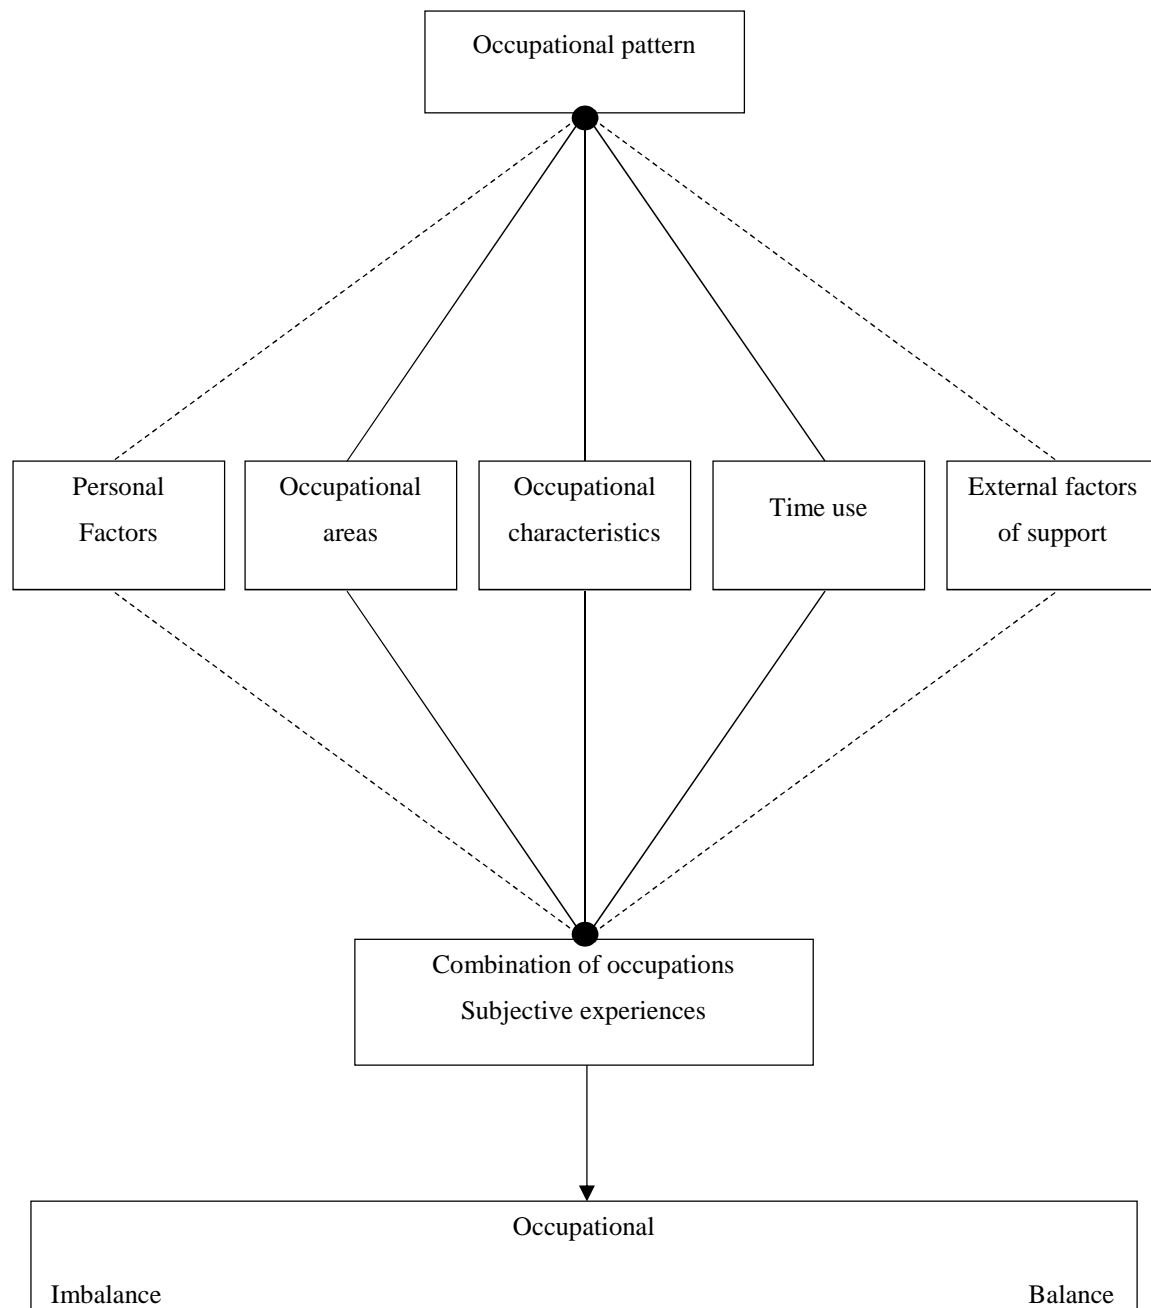 Occupational pattern
Personal
Factors
Occupational
areas
Occupational
characteristics
Time use
External factors
of support
Combination of occupations
Subjective experiences
Occupational
Imbalance
Balance